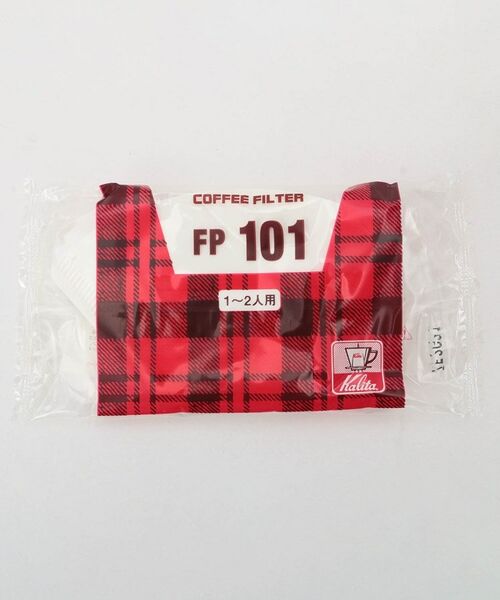 COFFEE FILTER
FP 101
1～2人用
Kalita